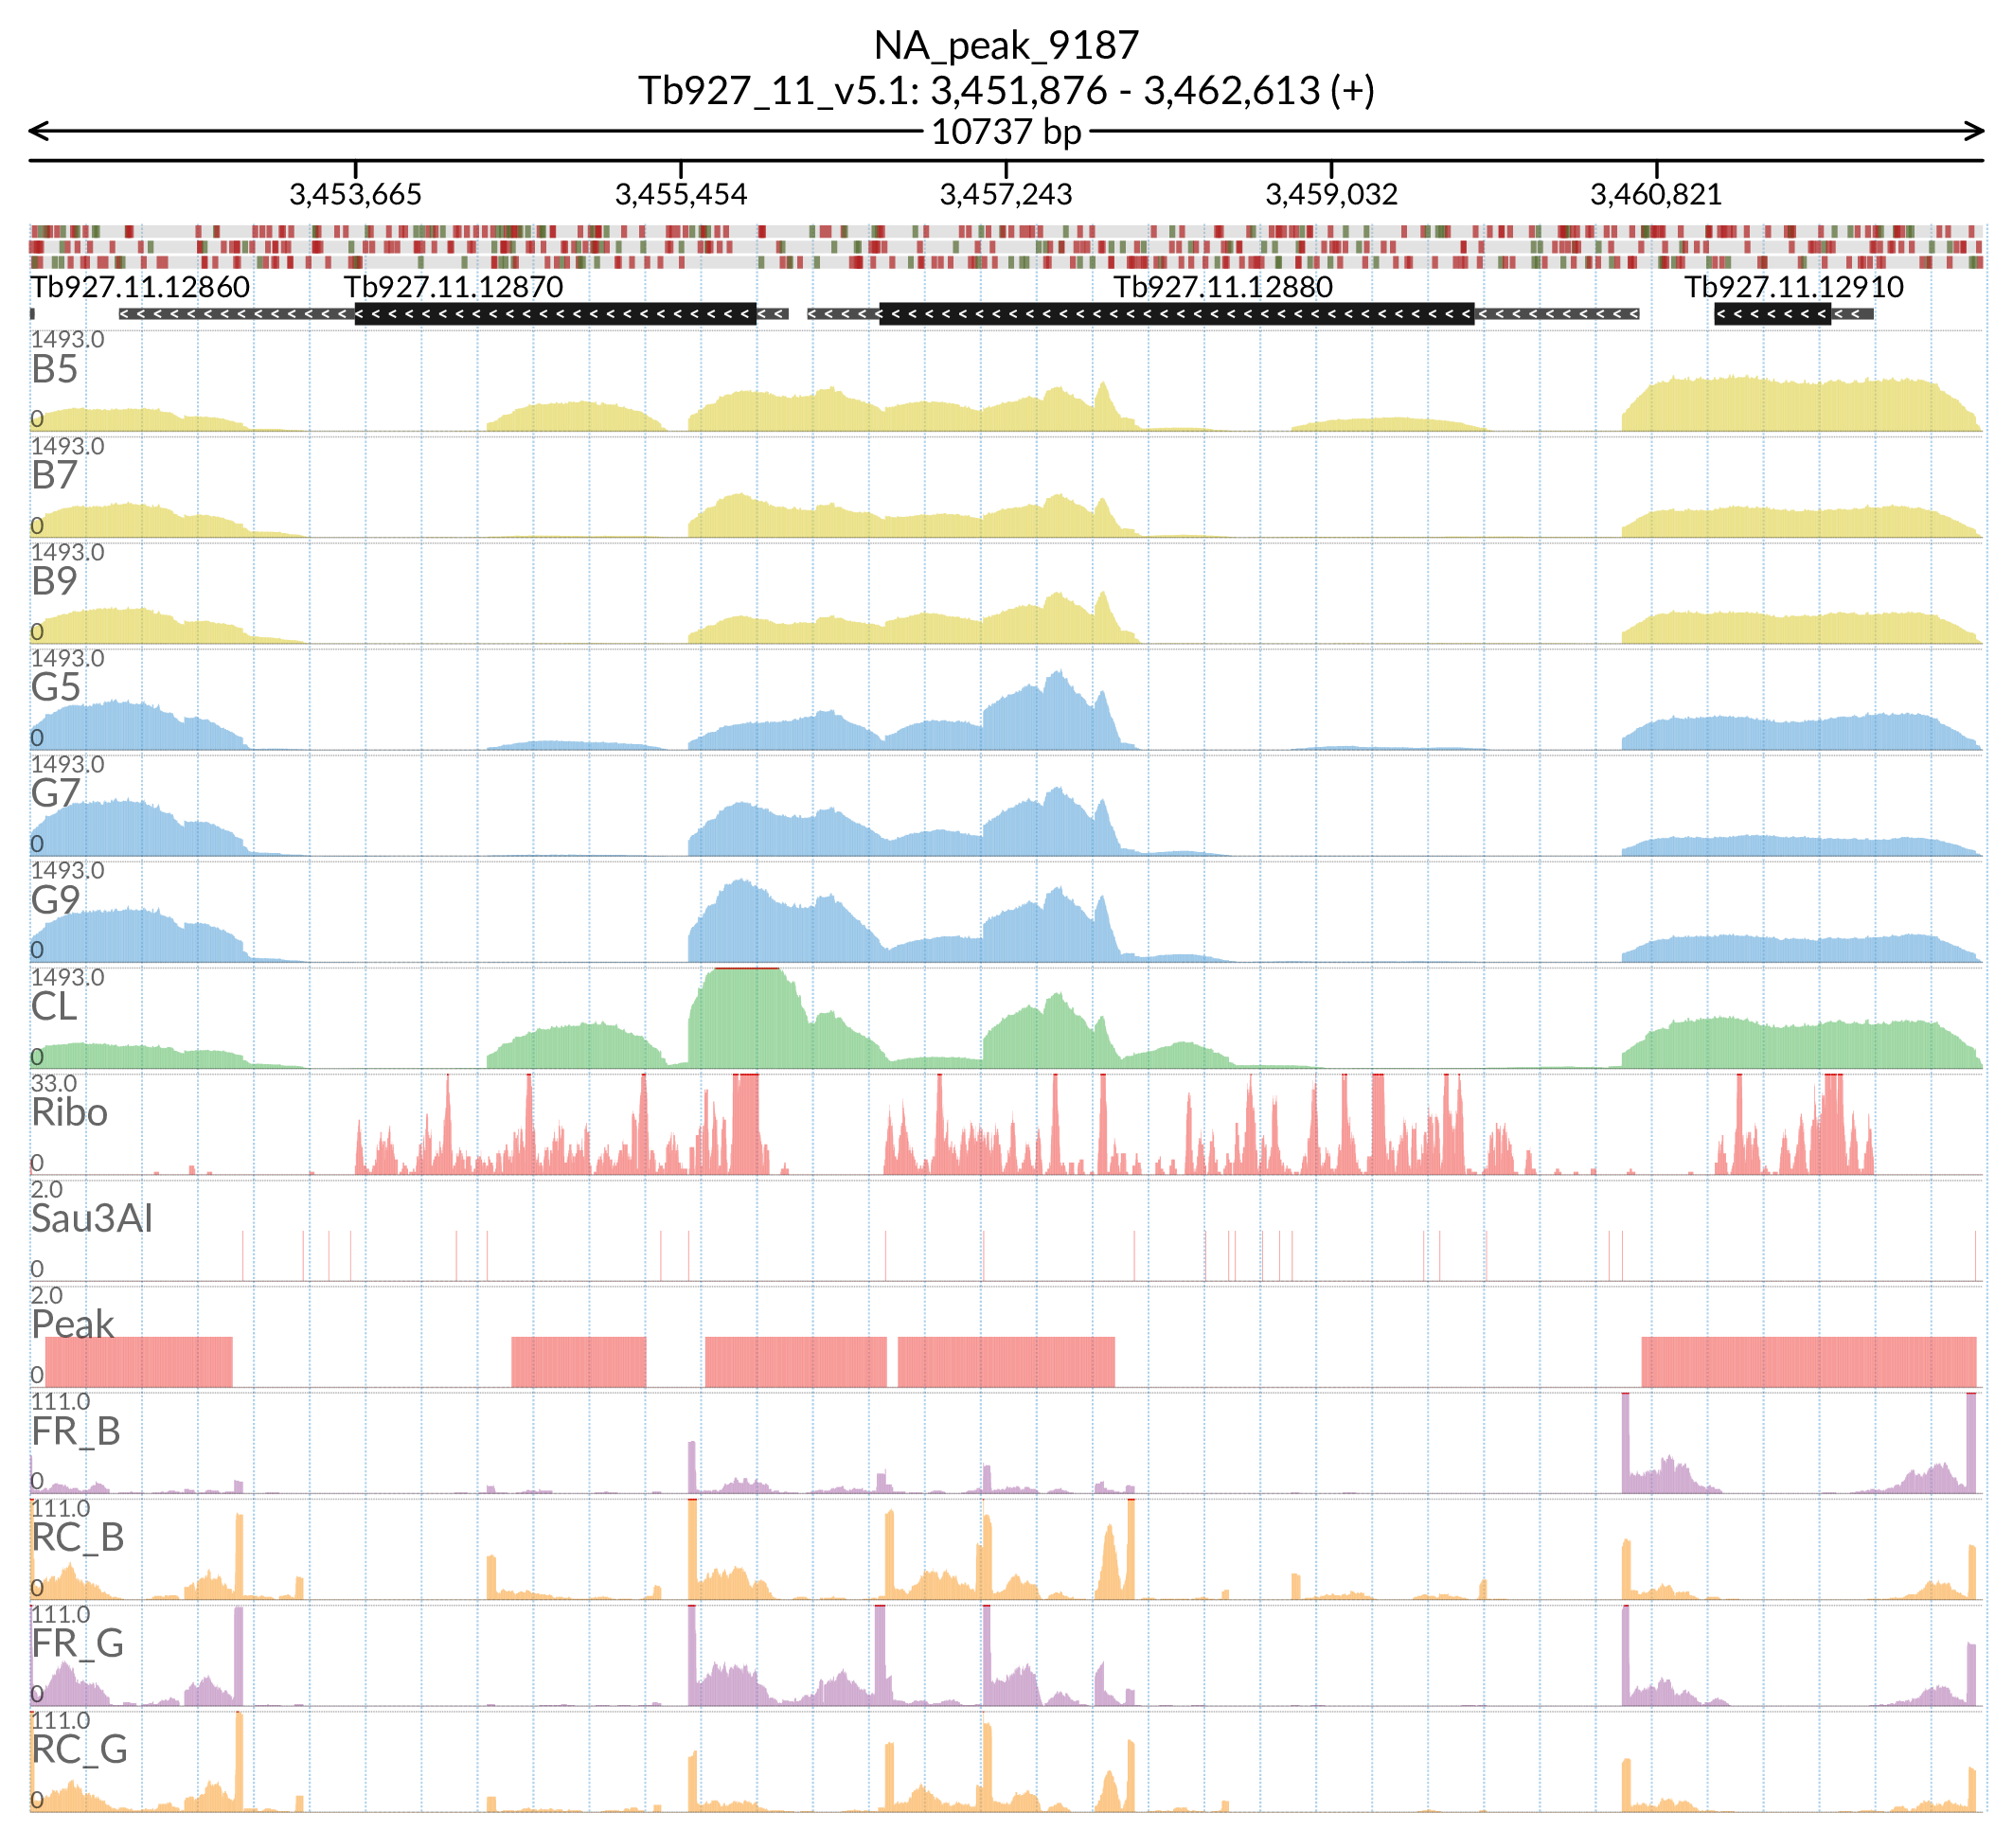 NA_peak_9187
Tb927_11_v5.1: 3,451,876 - 3,462,613 (+)
10737 bp
3,453,665 3,455,454 3,457,243 3,459,032 3,460,821
Tb927.11.12860 Tb927.11.12870 Tb927.11.12880 Tb927.11.12910
1493.0
B5
0
1493.0
B7
0
1493.0
B9
0
1493.0
G5
0
1493.0
G7
0
1493.0
G9
0
1493.0
CL
0
33.0
Ribo
0
2.0
Sau3AI
0
2.0
Peak
0
111.0
FR_B
0
111.0
RC_B
0
111.0
FR_G
0
111.0
RC_G
0